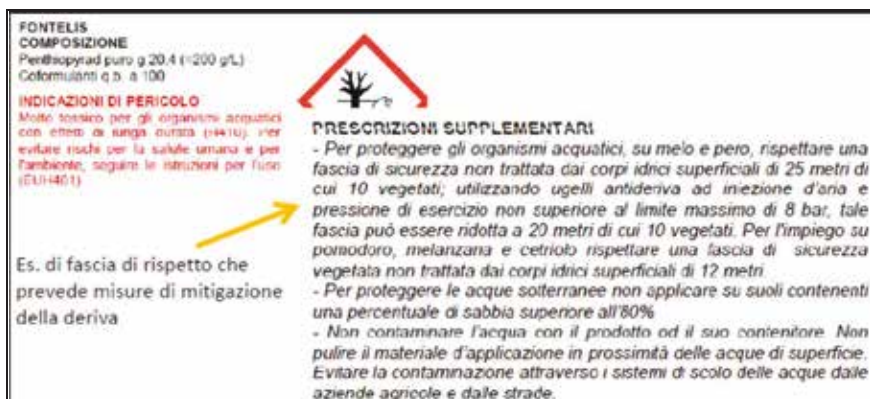 FONTELIS
COMPOSIZIONE
Penthiopyrad puro g 20,4 (=200 g/L)
Coformulanti q.b. a 100
INDICAZIONI DI PERICOLO
Molto tossico per gli organismi acquatici
con effetti di lunga durata (H410). Per
evitare rischi per la salute umana e per
l'ambiente, seguire le istruzioni per l'uso
(EUH401)
Es. di fascia di rispetto che
prevede misure di mitigazione
della deriva
PRESCRIZIONI SUPPLEMENTARI
- Per proteggere gli organismi acquatici, su melo e pero, rispettare una
fascia di sicurezza non trattata dai corpi idrici superficiali di 25 metri di
cui 10 vegetati; utilizzando ugelli antideriva ad iniezione d'aria e
pressione di esercizio non superiore al limite massimo di 8 bar, tale
fascia può essere ridotta a 20 metri di cui 10 vegetati. Per l'impiego su
pomodoro, melanzana e cetriolo rispettare una fascia di sicurezza
vegetata non trattata dai corpi idrici superficiali di 12 metri
- Per proteggere le acque sotterranee non applicare su suoli contenenti
una percentuale di sabbia superiore all'80%
- Non contaminare l'acqua con il prodotto od il suo contenitore. Non
pulire il materiale d'applicazione in prossimità delle acque di superficie.
Evitare la contaminazione attraverso i sistemi di scolo delle acque dalle
aziende agricole e dalle strade.